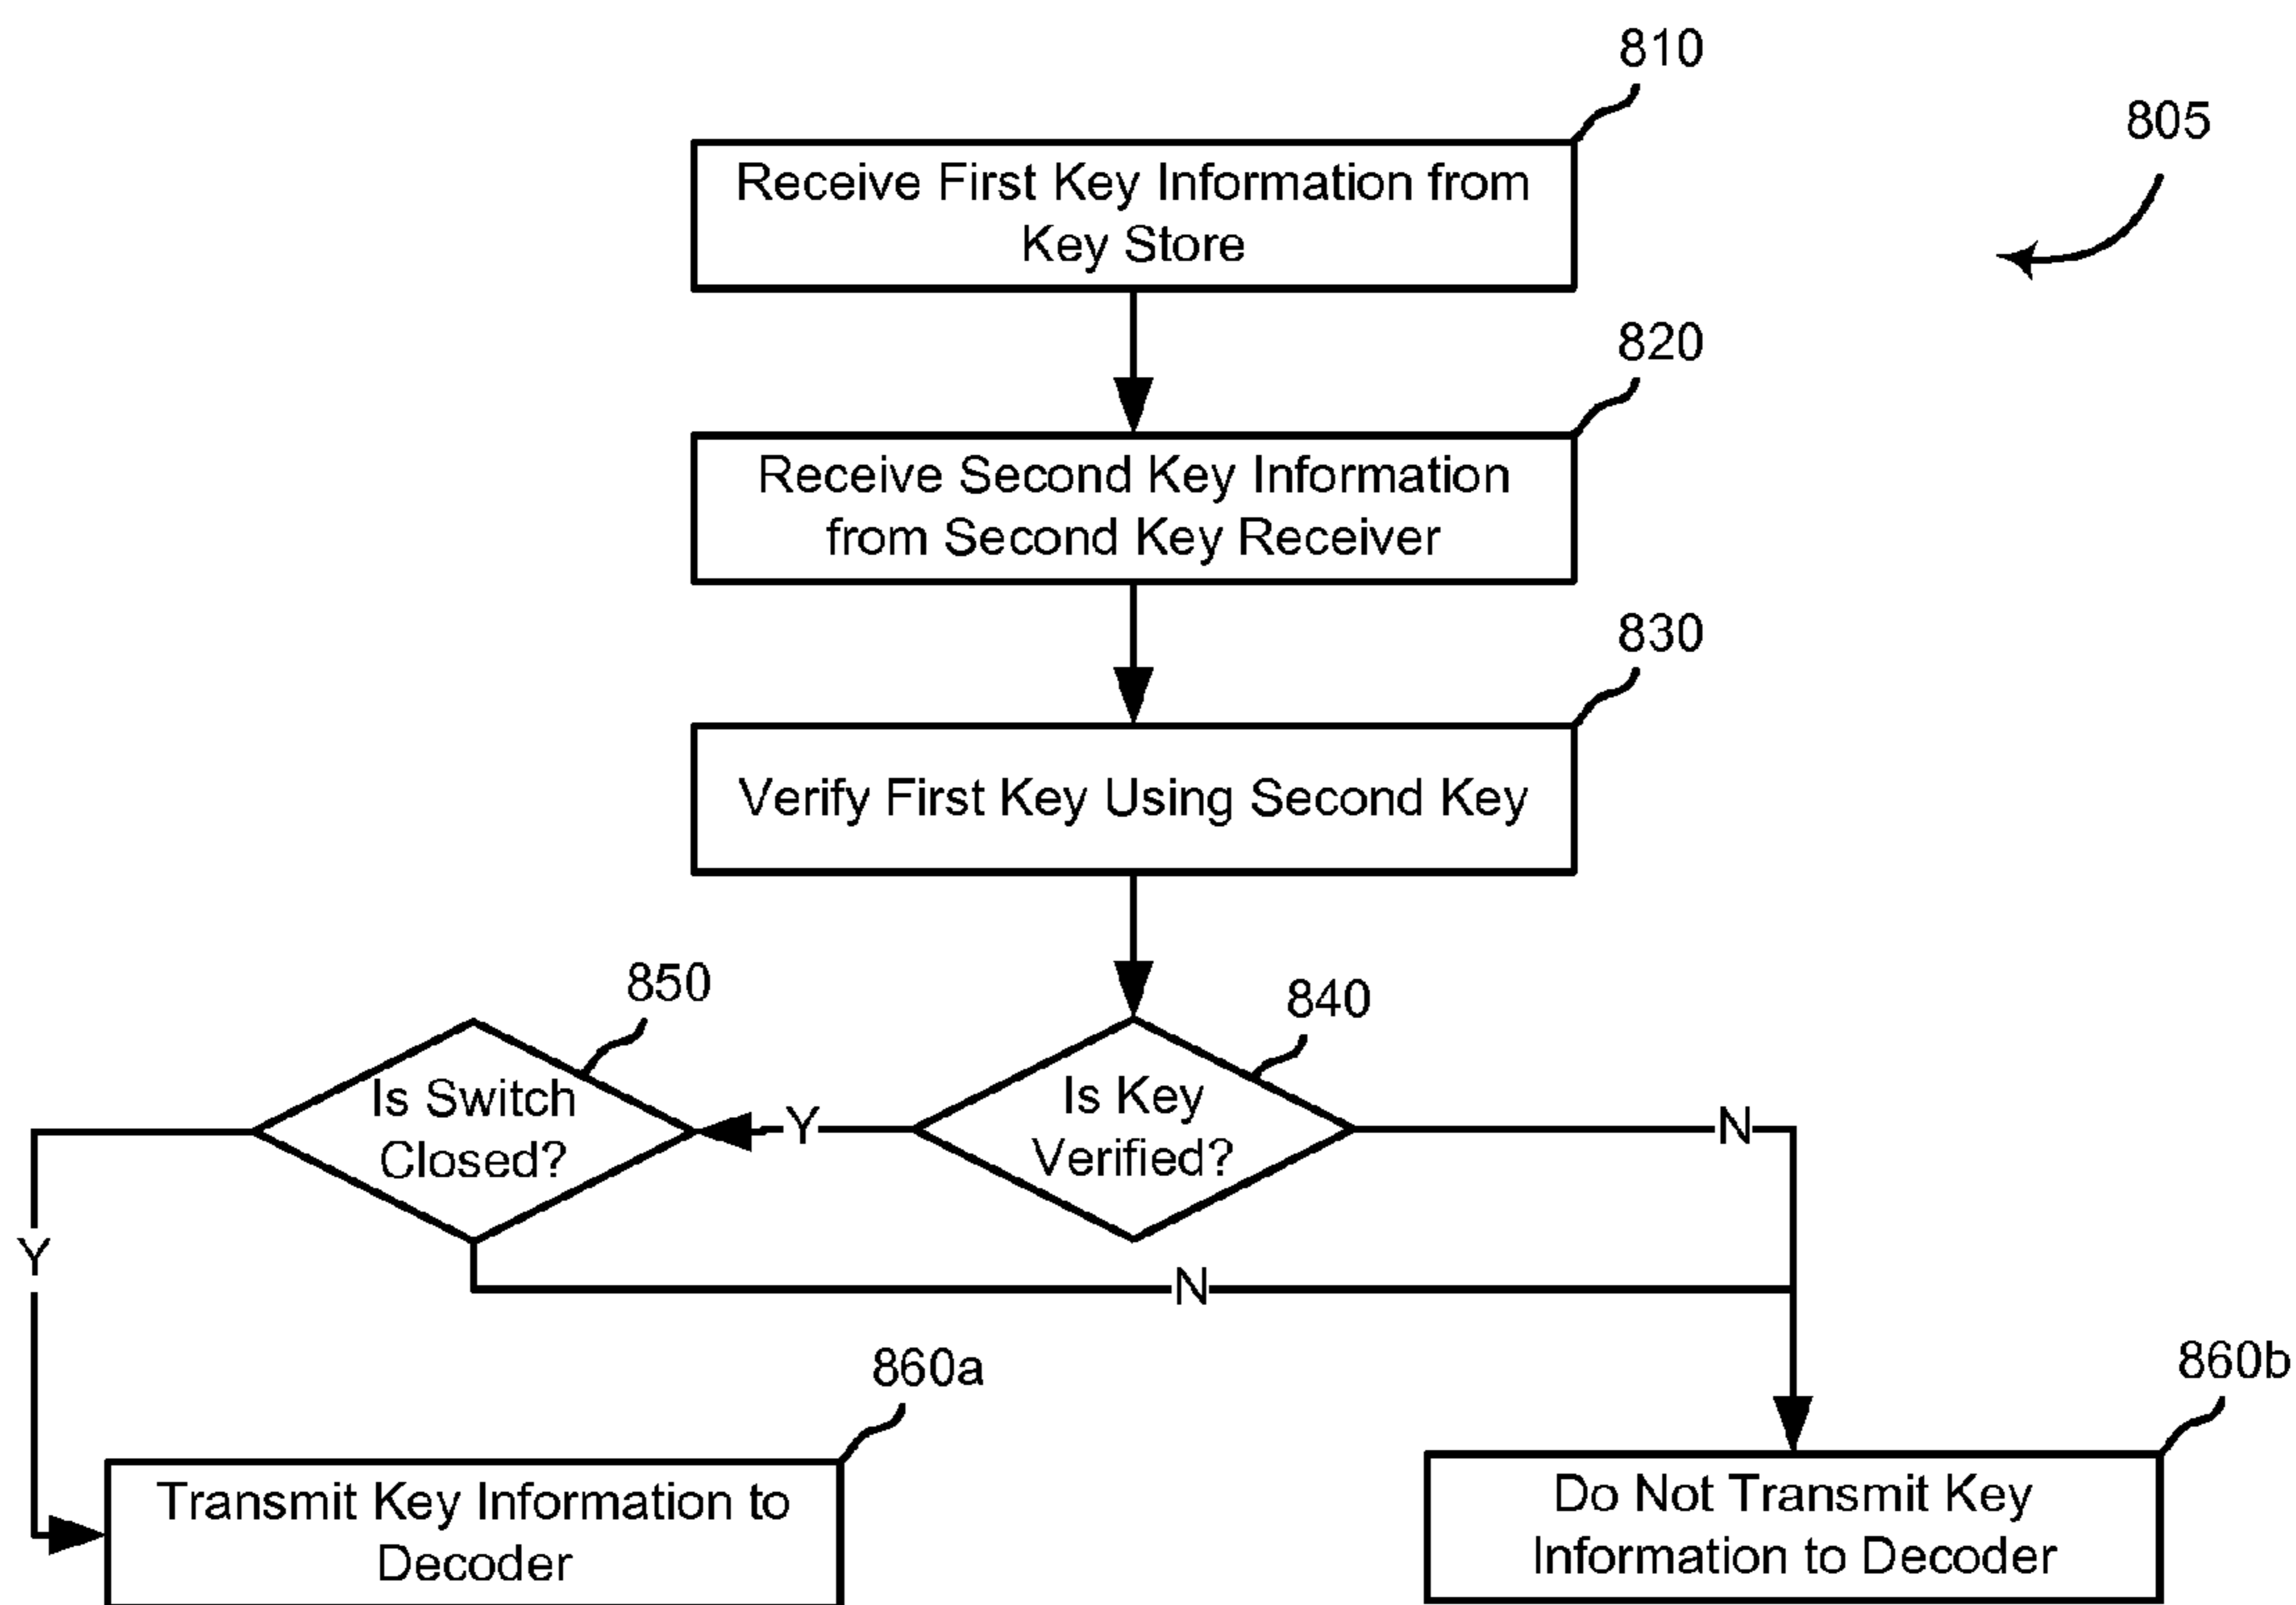 810
805
Receive First Key Information from
Key Store
820
Receive Second Key Information
from Second Key Receiver
830
Verify First Key Using Second Key
850
840
Is Switch
Closed?
Y
Is Key
Verified?
N
Y
N
860a
860b
Transmit Key Information to
Decoder
Do Not Transmit Key
Information to Decoder